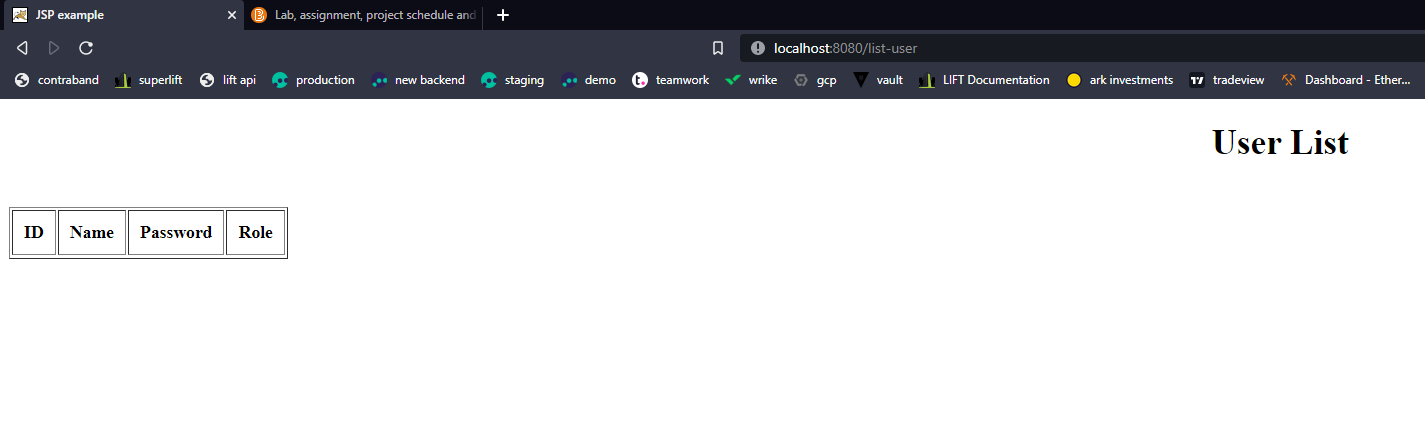 JSP example
Lab, assignment, project schedule and
localhost:8080/list-user
contraband superlift lift api production new backend staging demo teamwork wrike gcp vault LIFT Documentation ark investments tradeview Dashboard - Ether...
User List
ID Name Password Role